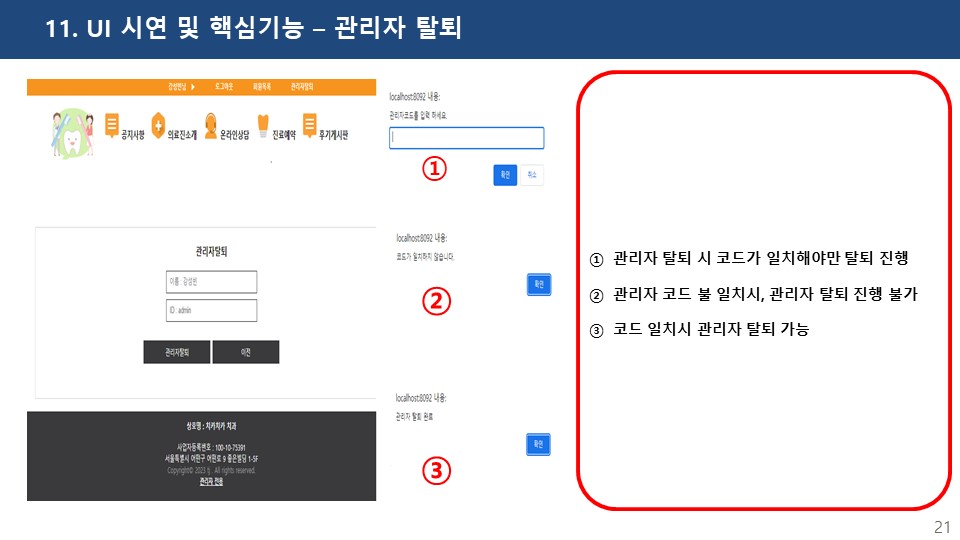 11. UI 시연 및 핵심기능 – 관리자 탈퇴
강성빈님 ▶ 로그아웃 회원목록 관리자탈퇴
공지사항 의료진소개 온라인상담 진료예약 후기게시판
관리자탈퇴
이름 : 강성빈
ID : admin
관리자탈퇴 이전
상호명 : 치카치카 치과
사업자등록번호 : 100-10-75391
서울특별시 어떤구 어떤로 9 좋은빌딩 1-5F
Copyright© 2023 By. All rights reserved.
관리자 전용
localhost:8092 내용:
관리자코드를 입력 하세요.
①
확인 취소
localhost:8092 내용:
코드가 일치하지 않습니다.
확인
②
localhost:8092 내용:
관리자 탈퇴 완료
확인
③
① 관리자 탈퇴 시 코드가 일치해야만 탈퇴 진행
② 관리자 코드 불 일치시, 관리자 탈퇴 진행 불가
③ 코드 일치시 관리자 탈퇴 가능
21